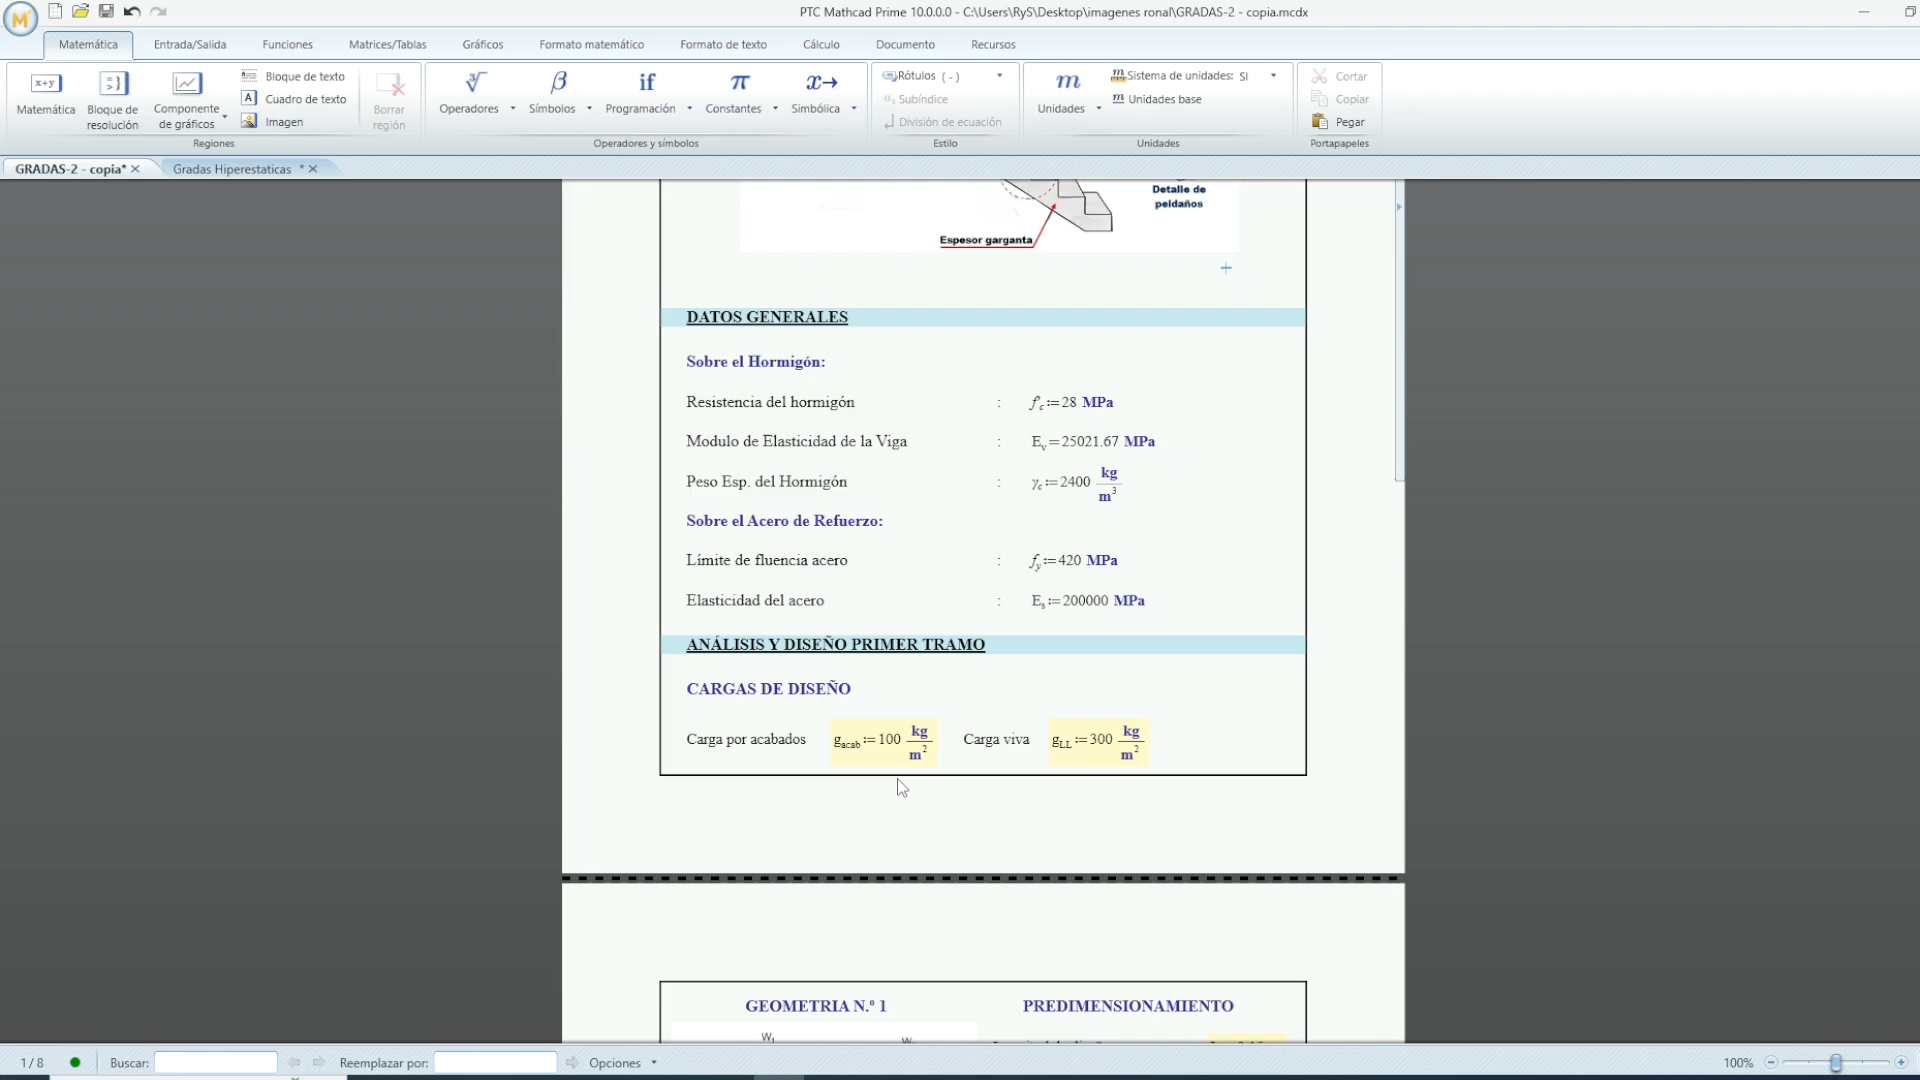 PTC Mathcad Prime 10.0.0.0 - C:\Users\RyS\Desktop\imagenes ronal\GRADAS-2 - copia.mcdx
Matemática Entrada/Salida Funciones Matrices/Tablas Gráficos Formato matemático Formato de texto Cálculo Documento Recursos
Matemática
Bloque de resolución
Componente de gráficos
Bloque de texto
Cuadro de texto
Imagen
Borrar región
Regiones
Operadores
Símbolos
if Programación
π Constantes
Simbólica
Operadores y símbolos
Rótulos ( - )
Subíndice
División de ecuación
Estilo
Unidades
Sistema de unidades: SI
Unidades base
Unidades
Cortar
Copiar
Pegar
Portapapeles
GRADAS-2 - copia*
Gradas Hiperestaticas *
Detalle de
peldaños
Espesor garganta
DATOS GENERALES
Sobre el Hormigón:
Resistencia del hormigón : f'c:=28 MPa
Modulo de Elasticidad de la Viga : Ev=25021.67 MPa
Peso Esp. del Hormigón : γc:=2400 kg/m³
Sobre el Acero de Refuerzo:
Límite de fluencia acero : fy:=420 MPa
Elasticidad del acero : Es:=200000 MPa
ANÁLISIS Y DISEÑO PRIMER TRAMO
CARGAS DE DISEÑO
Carga por acabados gacab:=100 kg/m² Carga viva gLL:=300 kg/m²
GEOMETRIA N.º 1 PREDIMENSIONAMIENTO
1 / 8 Buscar: Reemplazar por: Opciones 100%